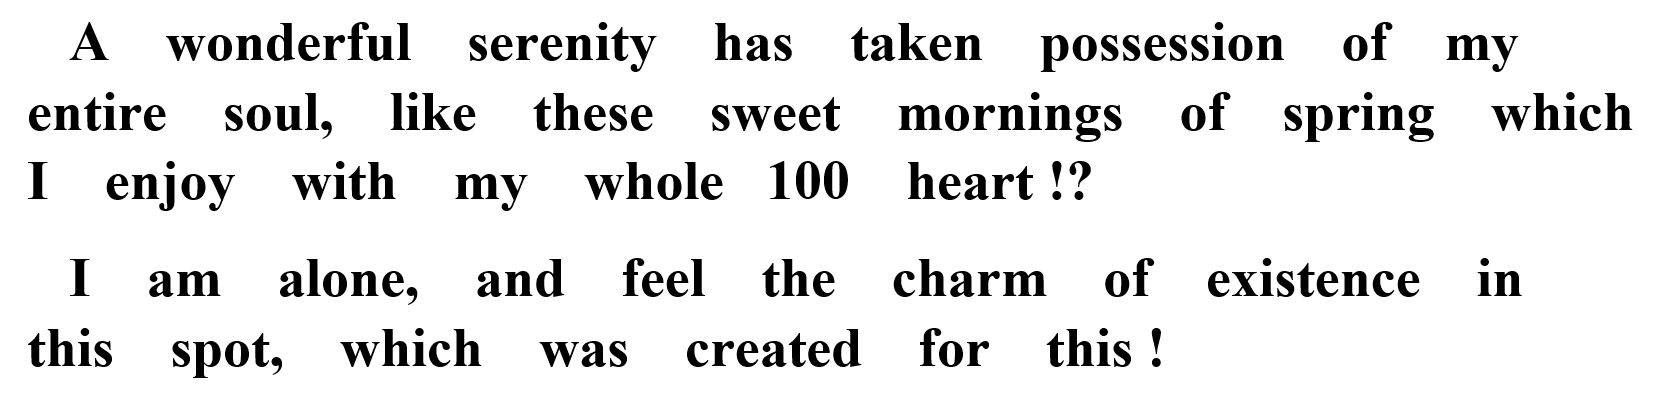 A wonderful serenity has taken possession of my
entire soul, like these sweet mornings of spring which
I enjoy with my whole 100 heart !?
I am alone, and feel the charm of existence in
this spot, which was created for this !